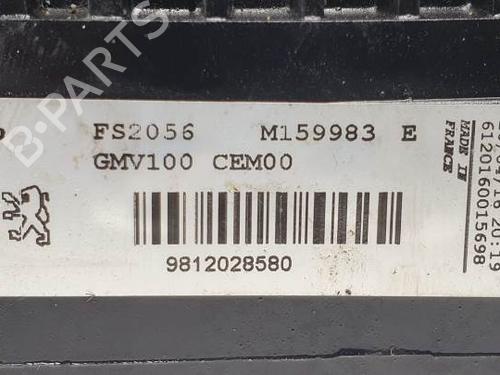 FS2056 M159983 E
GMV100 CEM00
9812028580
MADE IN
FRANCE
20:19
6120160015698
B-PARTS